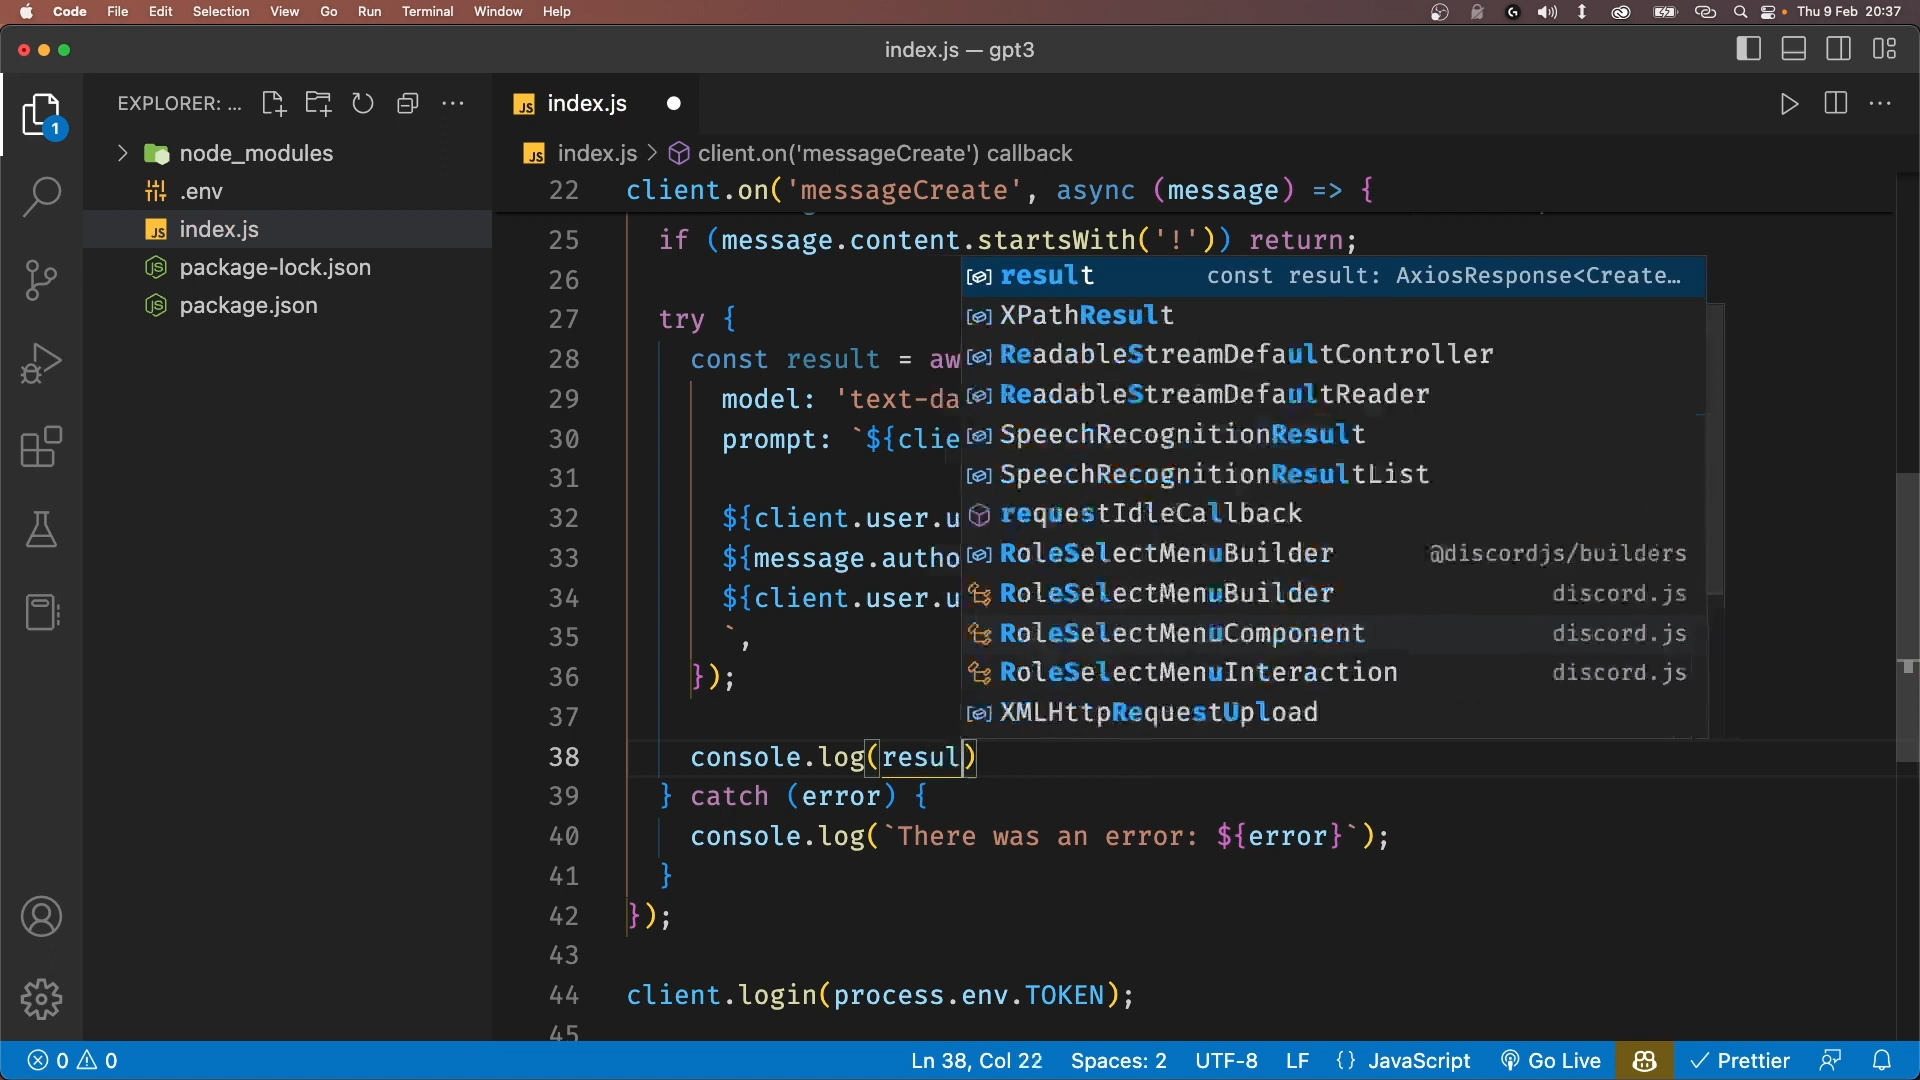 Code File Edit Selection View Go Run Terminal Window Help Thu 9 Feb 20:37
index.js — gpt3
EXPLORER: ...
index.js
node_modules
index.js > client.on('messageCreate') callback
.env
22 client.on('messageCreate', async (message) => {
index.js
25 if (message.content.startsWith('!')) return;
package-lock.json
26
result const result: AxiosResponse<Create…
package.json
27 try {
XPathResult
28 const result = aw
ReadableStreamDefaultController
29 model: 'text-da
ReadableStreamDefaultReader
30 prompt: `${clie
SpeechRecognitionResult
31
SpeechRecognitionResultList
32 ${client.user.u
requestIdleCallback
33 ${message.autho
RoleSelectMenuBuilder @discordjs/builders
34 ${client.user.u
RoleSelectMenuBuilder discord.js
35 `,
RoleSelectMenuComponent discord.js
36 });
RoleSelectMenuInteraction discord.js
37
XMLHttpRequestUpload
38 console.log(resul)
39 } catch (error) {
40 console.log(`There was an error: ${error}`);
41 }
42 });
43
44 client.login(process.env.TOKEN);
45
1
0 0 Ln 38, Col 22 Spaces: 2 UTF-8 LF {} JavaScript Go Live Prettier